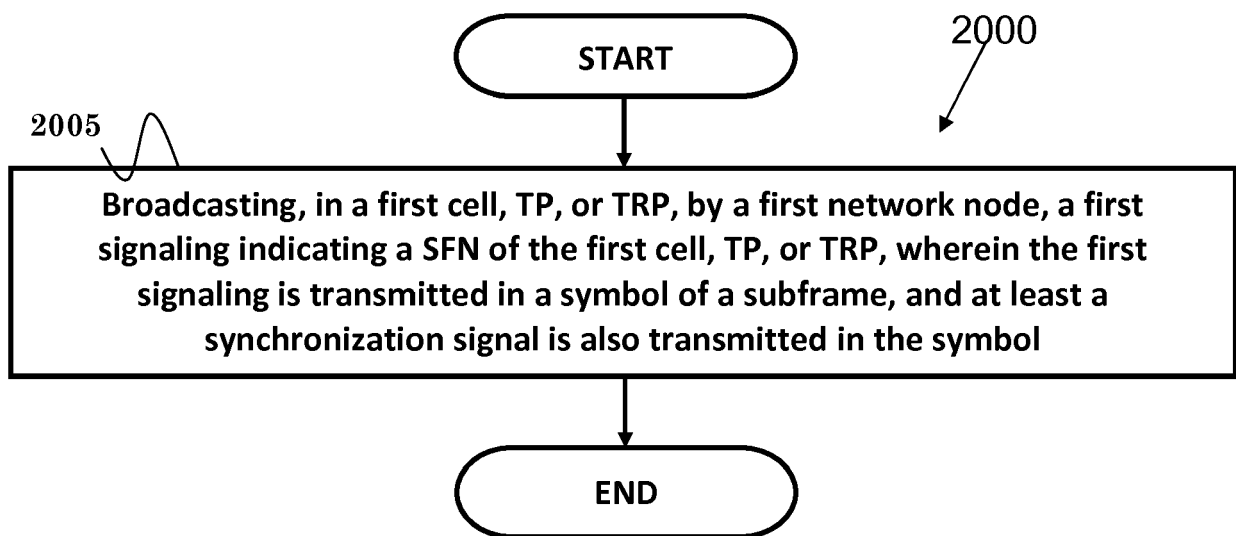 START
2000
2005
Broadcasting, in a first cell, TP, or TRP, by a first network node, a first
signaling indicating a SFN of the first cell, TP, or TRP, wherein the first
signaling is transmitted in a symbol of a subframe, and at least a
synchronization signal is also transmitted in the symbol
END